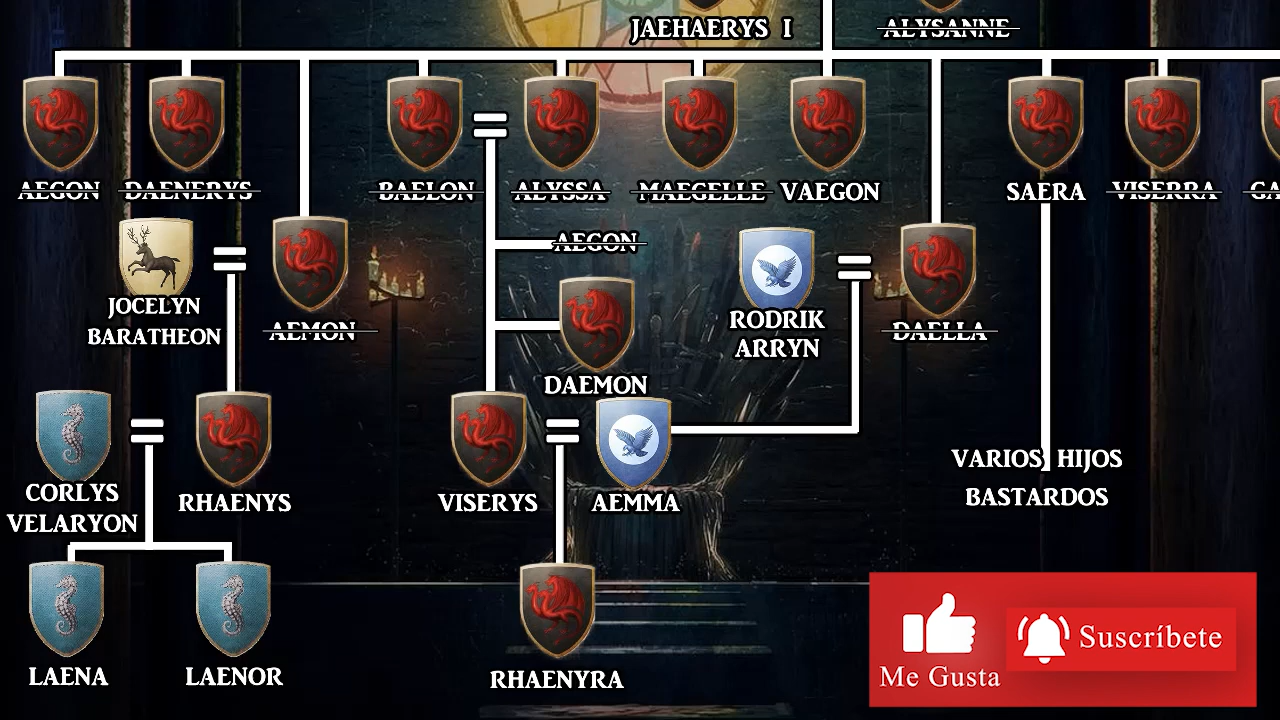 JAEHAERYS I
ALYSANNE
AEGON
DAENERYS
BAELON
ALYSSA
MAEGELLE
VAEGON
SAERA
VISERRA
GA
AEGON
JOCELYN
BARATHEON
AEMON
RODRIK
ARRYN
DAELLA
DAEMON
CORLYS
VELARYON
RHAENYS
VISERYS
AEMMA
VARIOS HIJOS
BASTARDOS
LAENA
LAENOR
RHAENYRA
Me Gusta
Suscríbete